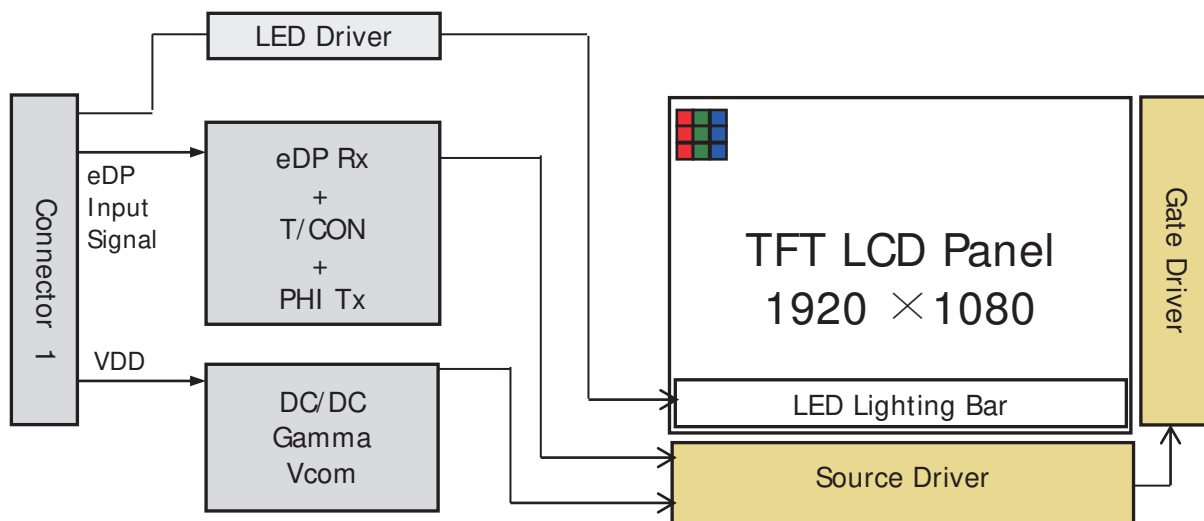 LED Driver
Connector 1
eDP
Input
Signal
VDD
eDP Rx
+
T/CON
+
PHI Tx
DC/DC
Gamma
Vcom
TFT LCD Panel
1920 ×1080
LED Lighting Bar
Source Driver
Gate Driver